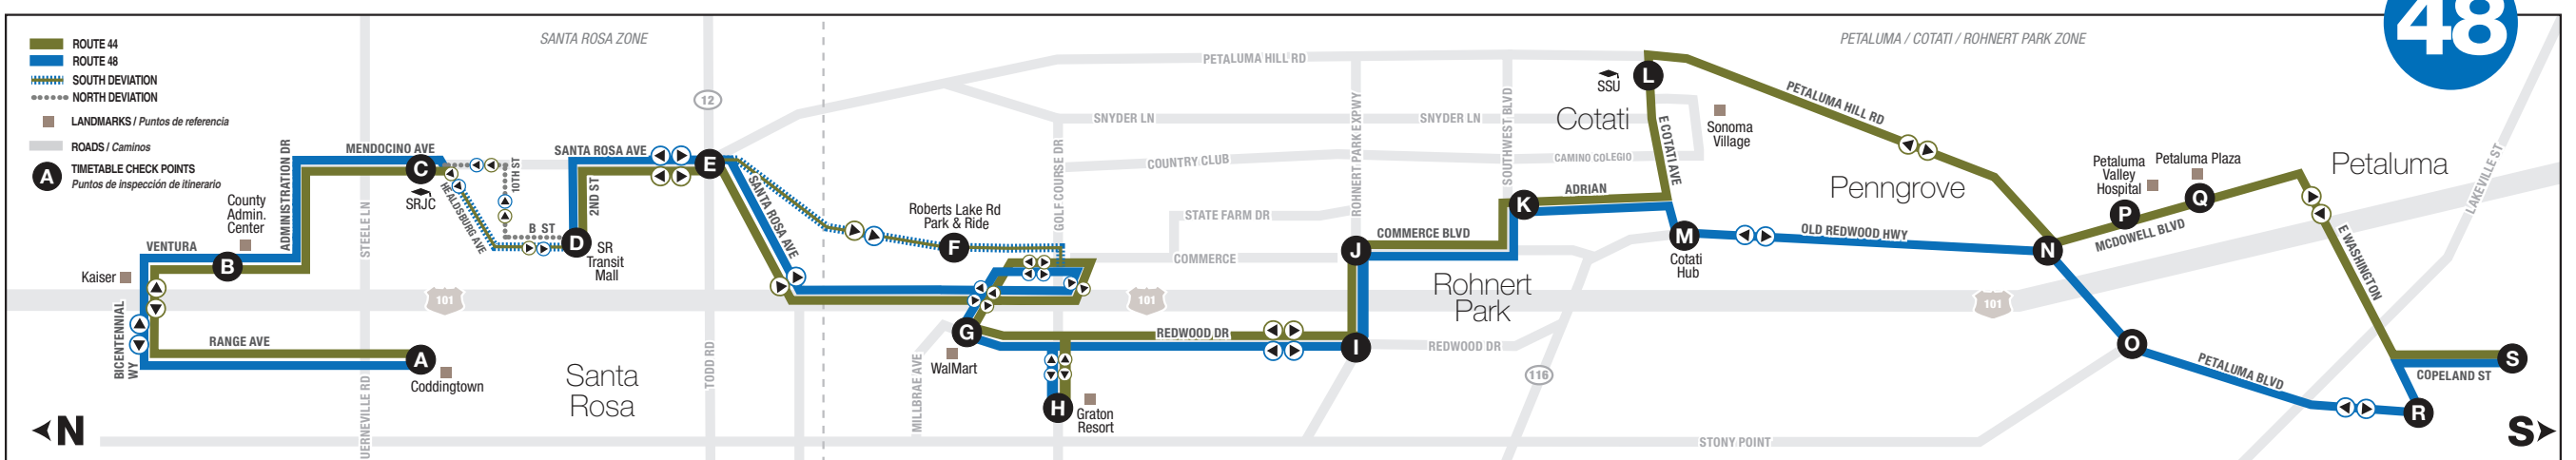 48
ROUTE 44
ROUTE 48
SOUTH DEVIATION
NORTH DEVIATION
LANDMARKS / Puntos de referencia
ROADS / Caminos
A
TIMETABLE CHECK POINTS
Puntos de inspección de itinerario
SANTA ROSA ZONE
PETALUMA / COTATI / ROHNERT PARK ZONE
Kaiser
VENTURA
B
County
Admin.
Center
ADMINISTRATION DR
BICENTENNIAL
WY
RANGE AVE
A
Coddingtown
STEELE LN
UERNEVILLE RD
MENDOCINO AVE
C
SRJC
HEALDSBURG AVE
10TH ST
B ST
101
D
SR
Transit
Mall
2ND ST
SANTA ROSA AVE
12
E
TODD RD
Santa
Rosa
SANTA ROSA AVE
Roberts Lake Rd
Park & Ride
F
G
WalMart
MILLBRAE AVE
H
Graton
Resort
GOLF COURSE DR
PETALUMA HILL RD
SNYDER LN
SNYDER LN
COUNTRY CLUB
CAMINO COLEGIO
STATE FARM DR
COMMERCE
101
REDWOOD DR
I
REDWOOD DR
ROHNERT PARK EXPWY
J
COMMERCE BLVD
Rohnert
Park
SOUTHWEST BLVD
K
ADRIAN
116
Cotati
SSU
L
E COTATI AVE
Sonoma
Village
M
Cotati
Hub
OLD REDWOOD HWY
PETALUMA HILL RD
Penngrove
101
N
MCDOWELL BLVD
Petaluma
Valley
Hospital
P
Petaluma Plaza
Q
Petaluma
LAKEVILLE ST
E WASHINGTON
O
PETALUMA BLVD
R
COPELAND ST
S
STONY POINT
N
S